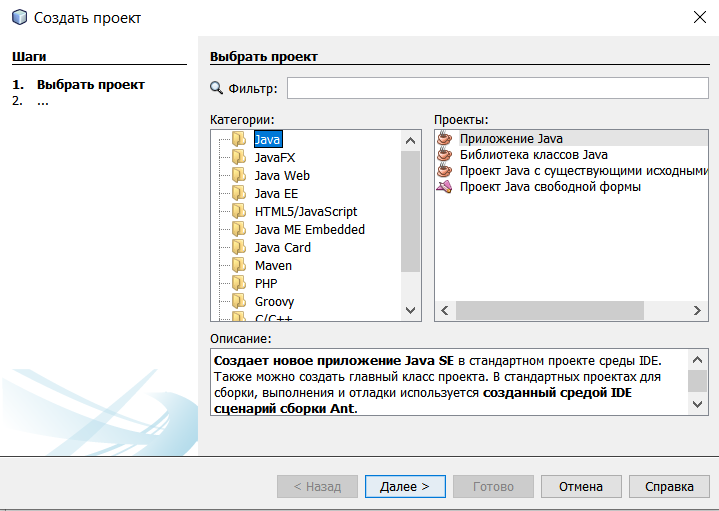 Создать проект
Шаги
1. Выбрать проект
2. ...
Выбрать проект
Фильтр:
Категории:
Java
JavaFX
Java Web
Java EE
HTML5/JavaScript
Java ME Embedded
Java Card
Maven
PHP
Groovy
C/C++
Проекты:
Приложение Java
Библиотека классов Java
Проект Java с существующими исходными
Проект Java свободной формы
Описание:
Создает новое приложение Java SE в стандартном проекте среды IDE.
Также можно создать главный класс проекта. В стандартных проектах для
сборки, выполнения и отладки используется созданный средой IDE
сценарий сборки Ant.
< Назад
Далее >
Готово
Отмена
Справка